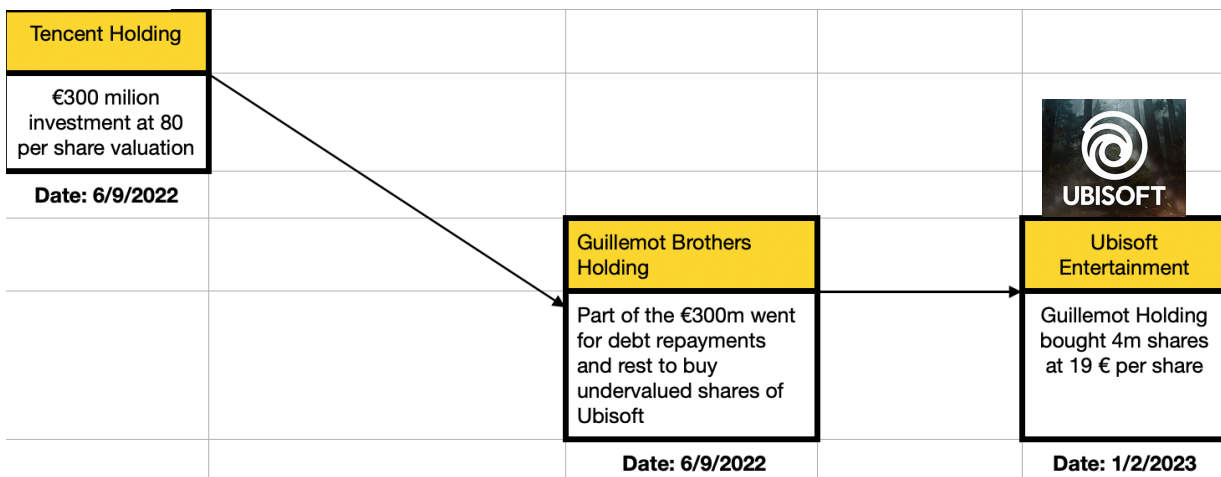 Tencent Holding
€300 milion
investment at 80
per share valuation
Date: 6/9/2022
Guillemot Brothers
Holding
Part of the €300m went
for debt repayments
and rest to buy
undervalued shares of
Ubisoft
Date: 6/9/2022
UBISOFT
Ubisoft
Entertainment
Guillemot Holding
bought 4m shares
at 19 € per share
Date: 1/2/2023